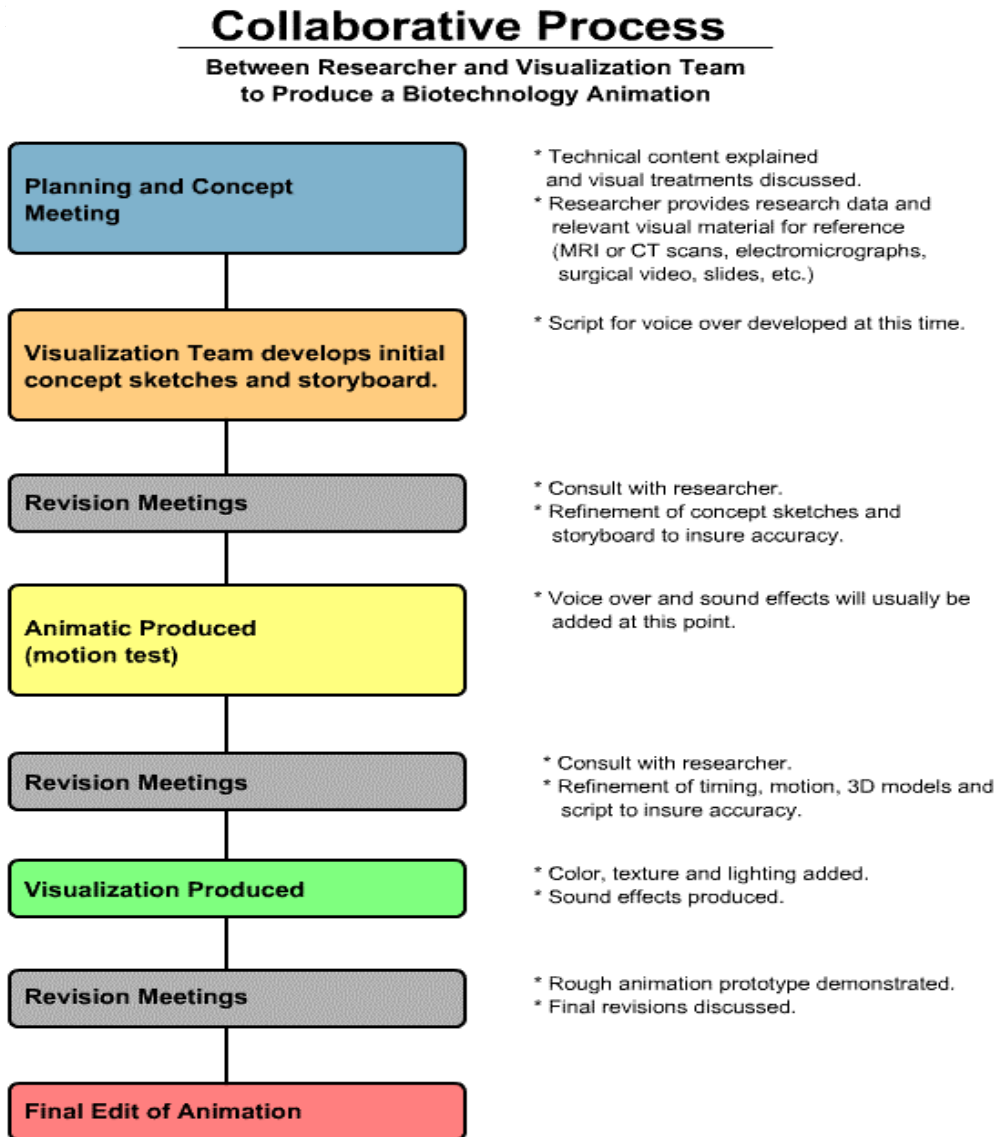 Collaborative Process
Between Researcher and Visualization Team
to Produce a Biotechnology Animation
Planning and Concept
Meeting
* Technical content explained
and visual treatments discussed.
* Researcher provides research data and
relevant visual material for reference
(MRI or CT scans, electromicrographs,
surgical video, slides, etc.)
Visualization Team develops initial
concept sketches and storyboard.
* Script for voice over developed at this time.
Revision Meetings
* Consult with researcher.
* Refinement of concept sketches and
storyboard to insure accuracy.
Animatic Produced
(motion test)
* Voice over and sound effects will usually be
added at this point.
Revision Meetings
* Consult with researcher.
* Refinement of timing, motion, 3D models and
script to insure accuracy.
Visualization Produced
* Color, texture and lighting added.
* Sound effects produced.
Revision Meetings
* Rough animation prototype demonstrated.
* Final revisions discussed.
Final Edit of Animation